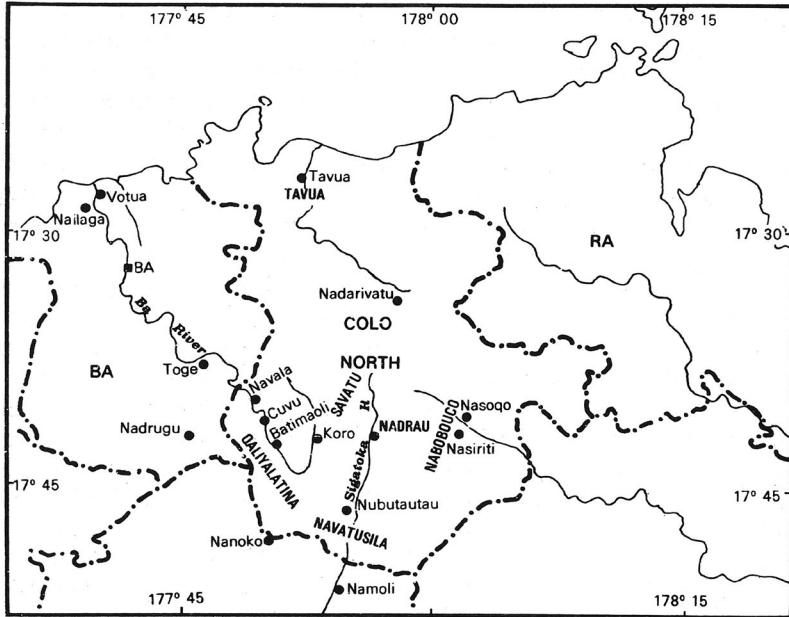 177° 45
178° 00
178° 15
Tavua
TAVUA
Votua
Nailaga
17° 30
17° 30
RA
BA
Nadarivatu
Ba River
COLO
NORTH
Toge
BA
Navala
SAVATU
Cuvu
Batimaoli
Nasoqo
Nadrugu
Koro
NADRAU
NABOBOUCO
Nasiriti
QALIYALATINA
Sigatoka R
17° 45
17° 45
Nubutautau
NAVATUSILA
Nanoko
Namoli
177° 45
178° 00
178° 15